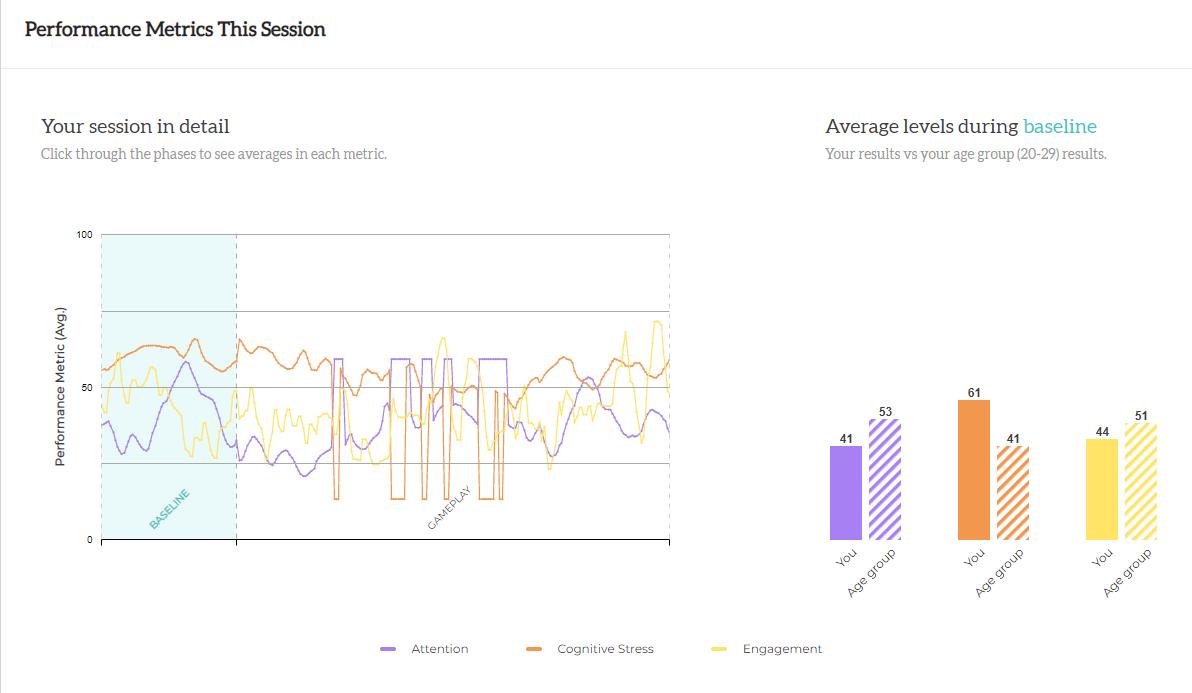 Performance Metrics This Session
Your session in detail
Click through the phases to see averages in each metric.
Average levels during baseline
Your results vs your age group (20-29) results.
100
50
0
Performance Metric (Avg.)
BASELINE
GAMEPLAY
41
53
61
41
44
51
You
Age group
You
Age group
You
Age group
Attention
Cognitive Stress
Engagement